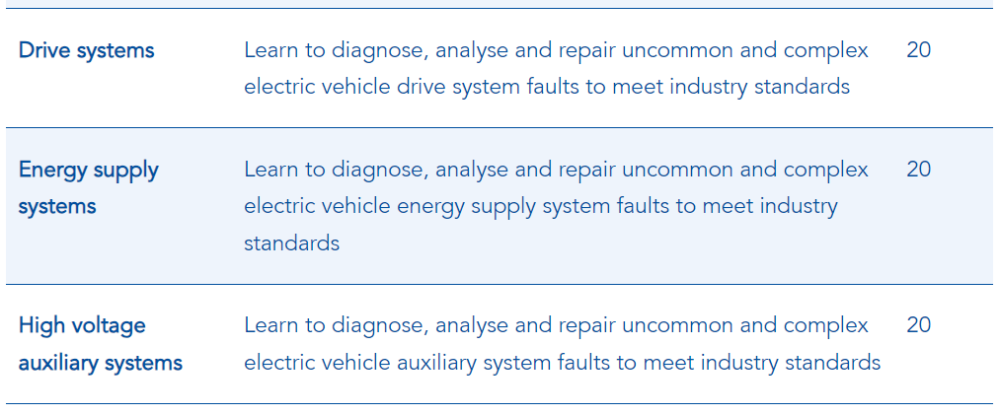 Drive systems Learn to diagnose, analyse and repair uncommon and complex 20
electric vehicle drive system faults to meet industry standards
Energy supply Learn to diagnose, analyse and repair uncommon and complex 20
systems electric vehicle energy supply system faults to meet industry
standards
High voltage Learn to diagnose, analyse and repair uncommon and complex 20
auxiliary systems electric vehicle auxiliary system faults to meet industry standards